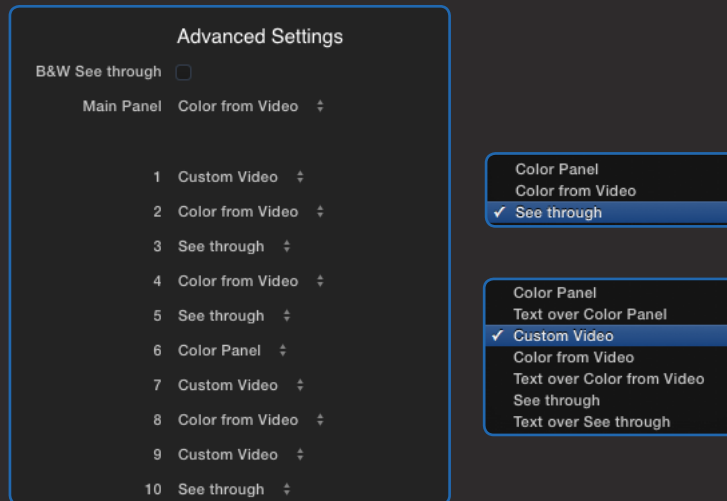 Advanced Settings
B&W See through
Main Panel Color from Video
1 Custom Video
2 Color from Video
3 See through
4 Color from Video
5 See through
6 Color Panel
7 Custom Video
8 Color from Video
9 Custom Video
10 See through
Color Panel
Color from Video
✓ See through
Color Panel
Text over Color Panel
✓ Custom Video
Color from Video
Text over Color from Video
See through
Text over See through